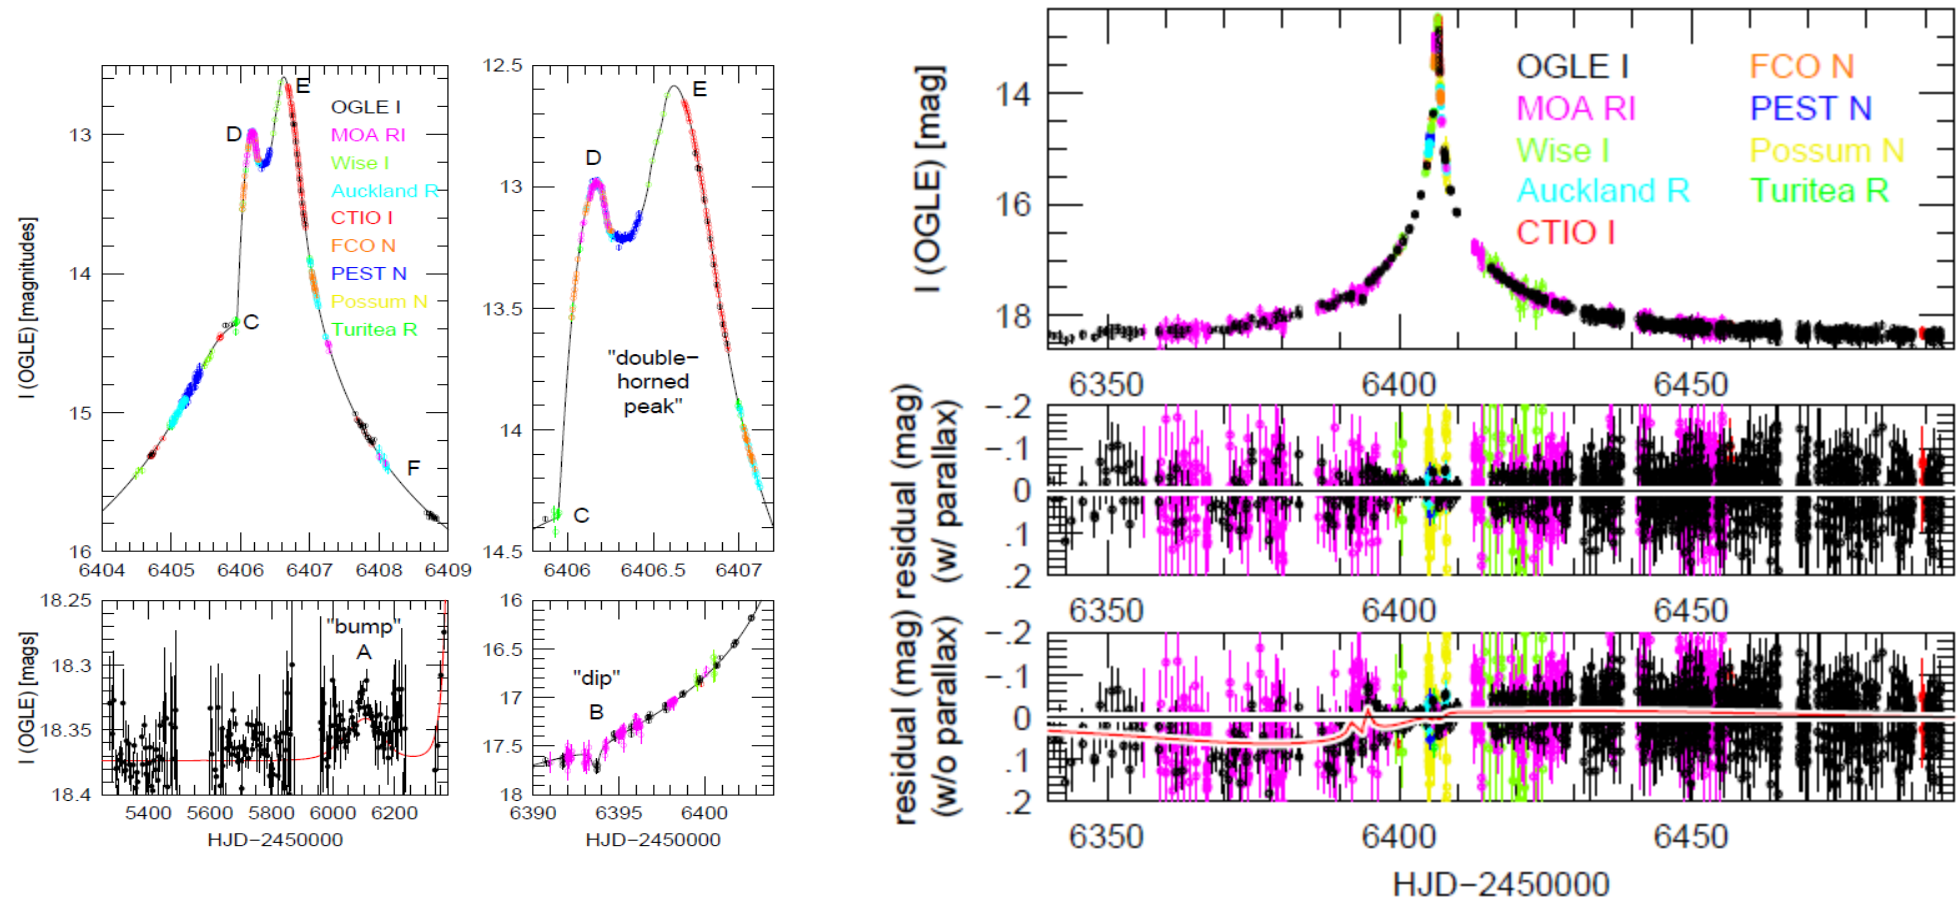 I (OGLE) [magnitudes]
13
14
15
16
6404 6405 6406 6407 6408 6409
C
D
E
F
OGLE I
MOA RI
Wise I
Auckland R
CTIO I
FCO N
PEST N
Possum N
Turitea R
12.5
13
13.5
14
14.5
6406 6406.5 6407
D
E
C
"double-
horned
peak"
I (OGLE) [mags]
18.25
18.3
18.35
18.4
"bump"
A
5400 5600 5800 6000 6200
HJD-2450000
16
16.5
17
17.5
18
"dip"
B
6390 6395 6400
HJD-2450000
I (OGLE) [mag]
14
16
18
OGLE I
MOA RI
Wise I
Auckland R
CTIO I
FCO N
PEST N
Possum N
Turitea R
6350 6400 6450
residual (mag)
(w/ parallax)
-.2
-.1
0
.1
.2
6350 6400 6450
residual (mag)
(w/o parallax)
-.2
-.1
0
.1
.2
6350 6400 6450
HJD-2450000